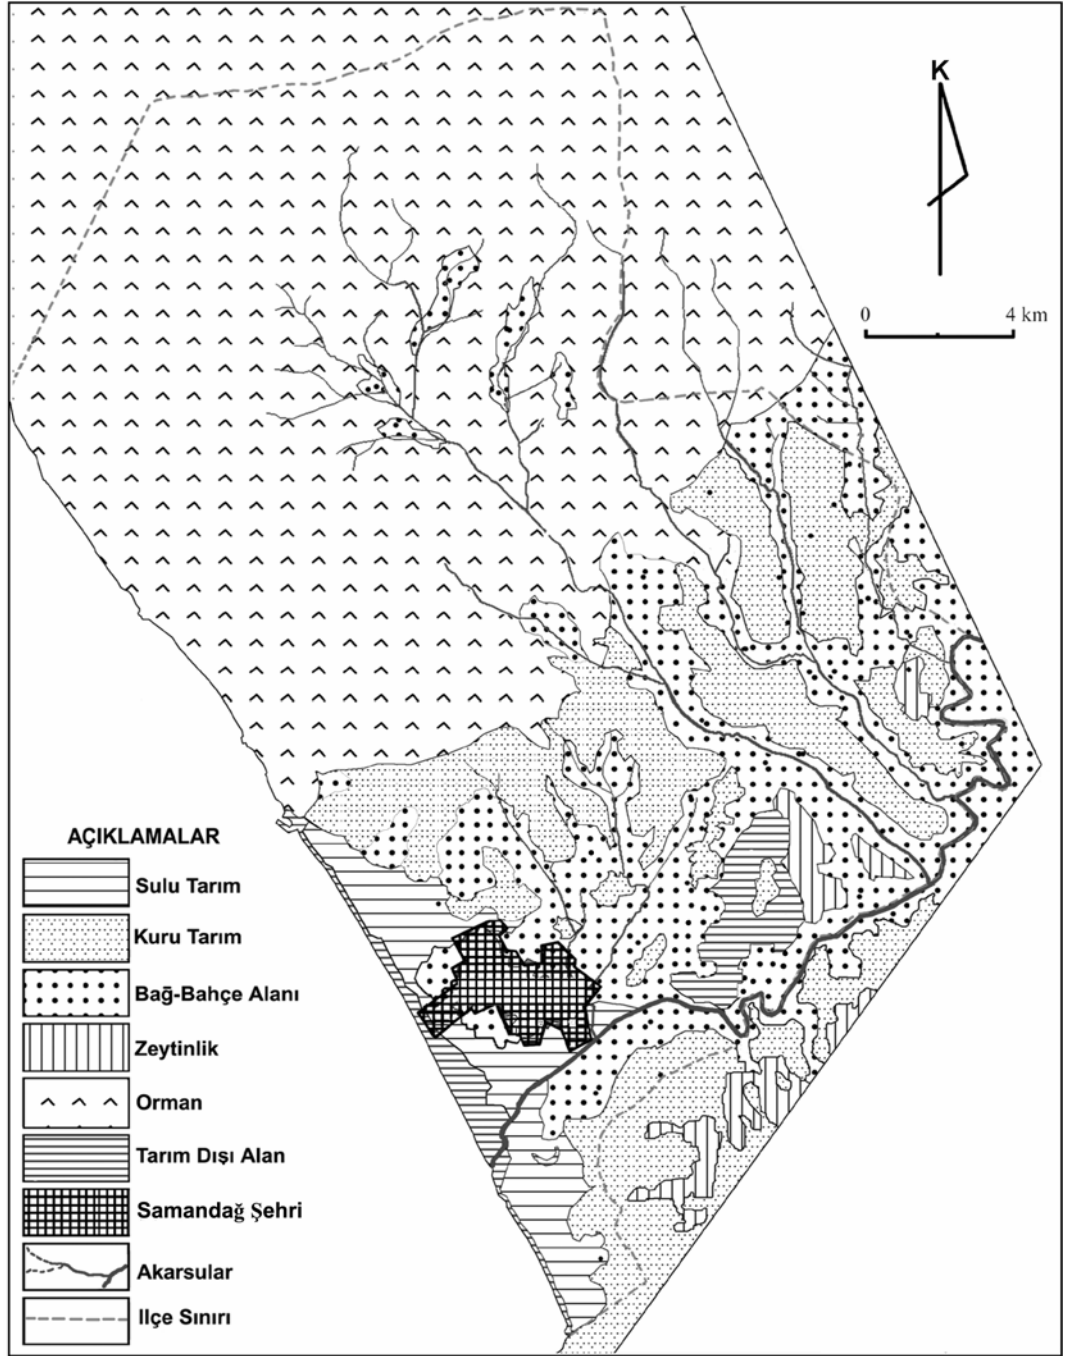 K
0 4 km
AÇIKLAMALAR
Sulu Tarım
Kuru Tarım
Bağ-Bahçe Alanı
Zeytinlik
Orman
Tarım Dışı Alan
Samandağ Şehri
Akarsular
Ilçe Sınırı